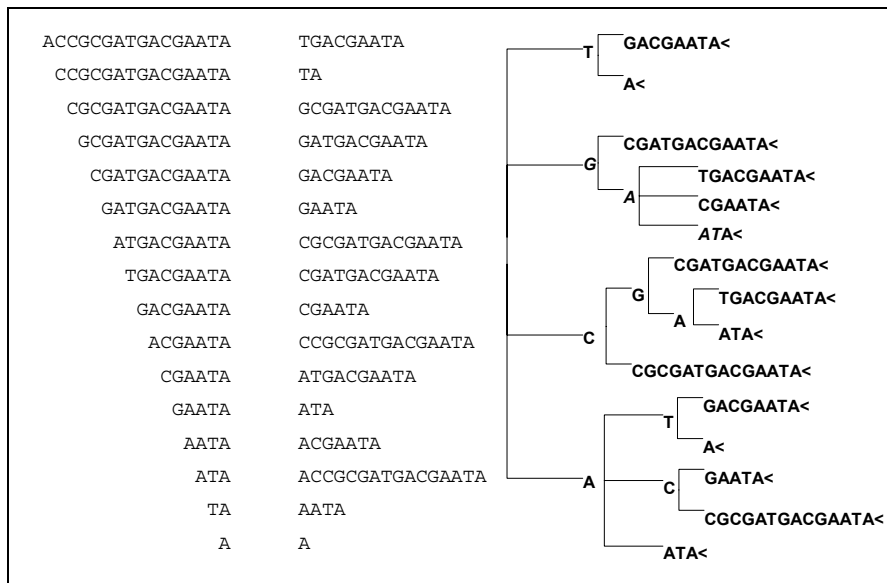 ACCGCGATGACGAATA
CCGCGATGACGAATA
CGCGATGACGAATA
GCGATGACGAATA
CGATGACGAATA
GATGACGAATA
ATGACGAATA
TGACGAATA
GACGAATA
ACGAATA
CGAATA
GAATA
AATA
ATA
TA
A
TGACGAATA
TA
GCGATGACGAATA
GATGACGAATA
GACGAATA
GAATA
CGCGATGACGAATA
CGATGACGAATA
CGAATA
CCGCGATGACGAATA
ATGACGAATA
ATA
ACGAATA
ACCGCGATGACGAATA
AATA
A
T
GACGAATA<
A<
G
CGATGACGAATA<
A
TGACGAATA<
CGAATA<
ATA<
C
G
CGATGACGAATA<
A
TGACGAATA<
ATA<
CGCGATGACGAATA<
A
T
GACGAATA<
A<
C
GAATA<
CGCGATGACGAATA<
ATA<